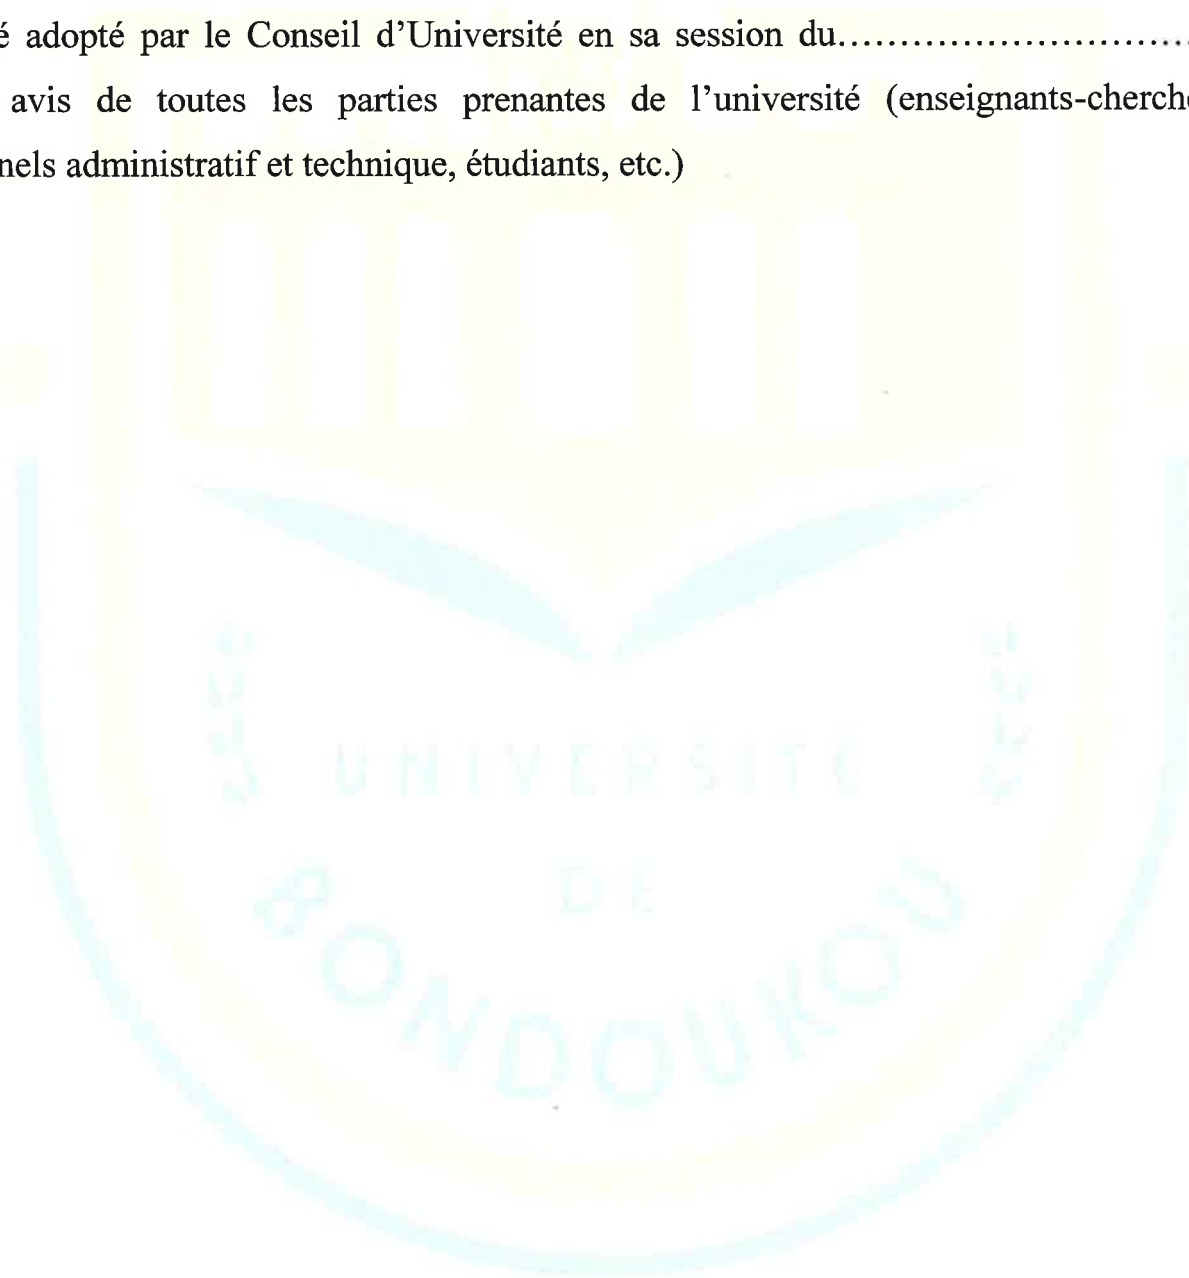 é adopté par le Conseil d’Université en sa session du.............................
avis de toutes les parties prenantes de l’université (enseignants-cherch
nels administratif et technique, étudiants, etc.)
UNIVERSITÉ
DE
BONDOUKOU